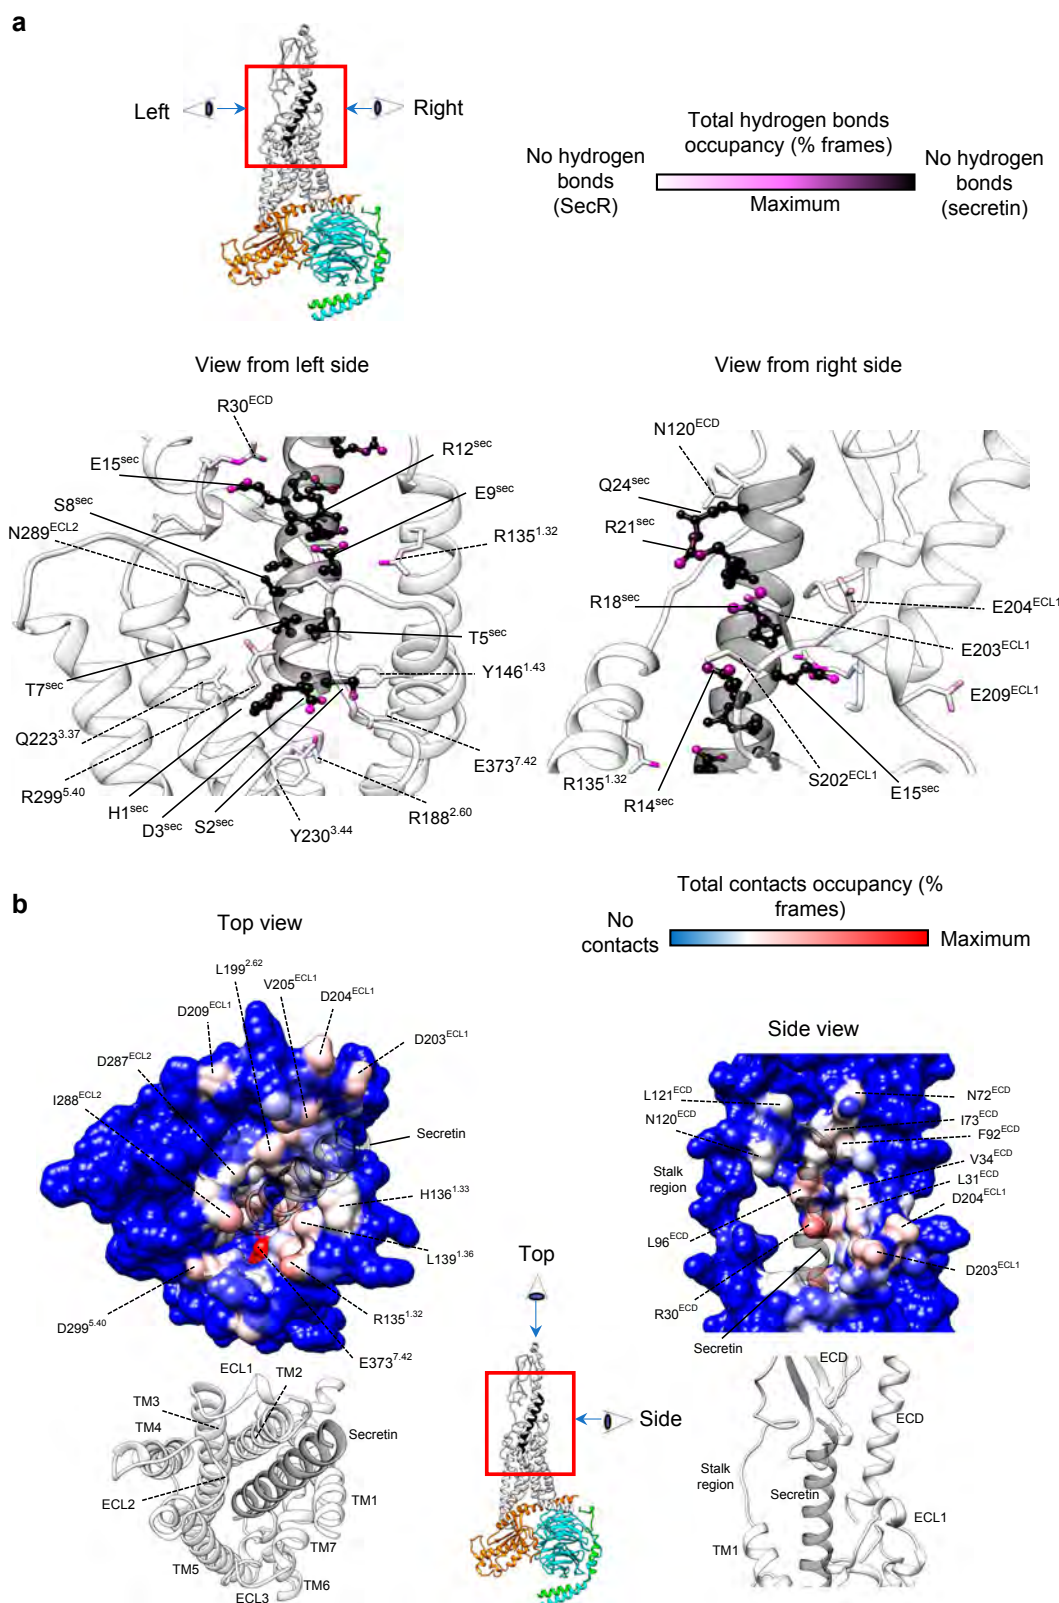 a
Left
Right
Total hydrogen bonds
occupancy (% frames)
No hydrogen
bonds
(SecR)
Maximum
No hydrogen
bonds
(secretin)
View from left side
R30ECD
E15sec
S8sec
N289ECL2
R12sec
E9sec
R1351.32
T5sec
Y1461.43
T7sec
Q2233.37
R2995.40
H1sec
D3sec
S2sec
Y2303.44
R1882.60
E3737.42
View from right side
N120ECD
Q24sec
R21sec
R18sec
E204ECL1
E203ECL1
E209ECL1
R1351.32
R14sec
S202ECL1
E15sec
b
Total contacts occupancy (%
frames)
No
contacts
Maximum
Top view
L1992.62
V205ECL1
D204ECL1
D209ECL1
D203ECL1
D287ECL2
I288ECL2
Secretin
H1361.33
L1391.36
R1351.32
D2995.40
E3737.42
Side view
L121ECD
N72ECD
N120ECD
I73ECD
F92ECD
Stalk
region
V34ECD
L31ECD
D204ECL1
L96ECD
D203ECL1
R30ECD
Secretin
Top
Side
ECL1
TM2
TM3
TM4
Secretin
ECL2
TM1
TM7
TM5
TM6
ECL3
ECD
ECD
Stalk
region
Secretin
ECL1
TM1